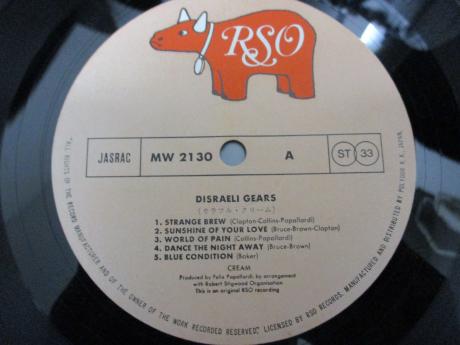 RSO
JASRAC MW 2130 A ST 33
DISRAELI GEARS
(カラフル・クリーム)
1. STRANGE BREW (Clapton-Collins-Papallardi)
2. SUNSHINE OF YOUR LOVE (Bruce-Brown-Clapton)
3. WORLD OF PAIN (Collins-Papallardi)
4. DANCE THE NIGHT AWAY (Bruce-Brown)
5. BLUE CONDITION (Baker)
CREAM
Produced by Felix Papallardi by arrangement
with Robert Stigwood Organisation
This is an original RSO recording
"ALL RIGHTS OF THE RECORD MANUFACTURER AND OF THE OWNER OF THE WORK RECORDED RESERVED", LICENSED BY RSO RECORDS, MANUFACTURED AND DISTRIBUTED BY POLYDOR K.K., JAPAN.